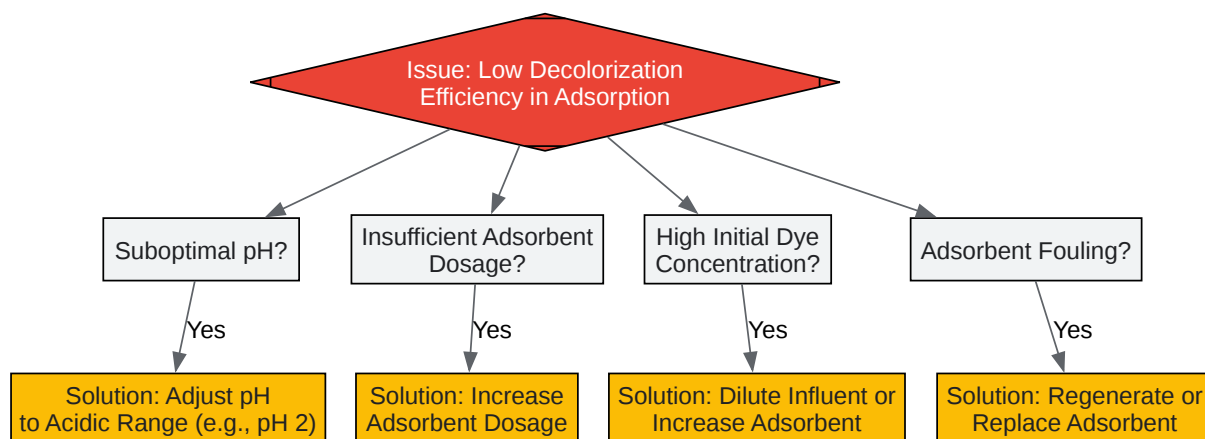 Issue: Low Decolorization
Efficiency in Adsorption
Suboptimal pH?
Insufficient Adsorbent
Dosage?
High Initial Dye
Concentration?
Adsorbent Fouling?
Yes
Yes
Yes
Yes
Solution: Adjust pH
to Acidic Range (e.g., pH 2)
Solution: Increase
Adsorbent Dosage
Solution: Dilute Influent or
Increase Adsorbent
Solution: Regenerate or
Replace Adsorbent